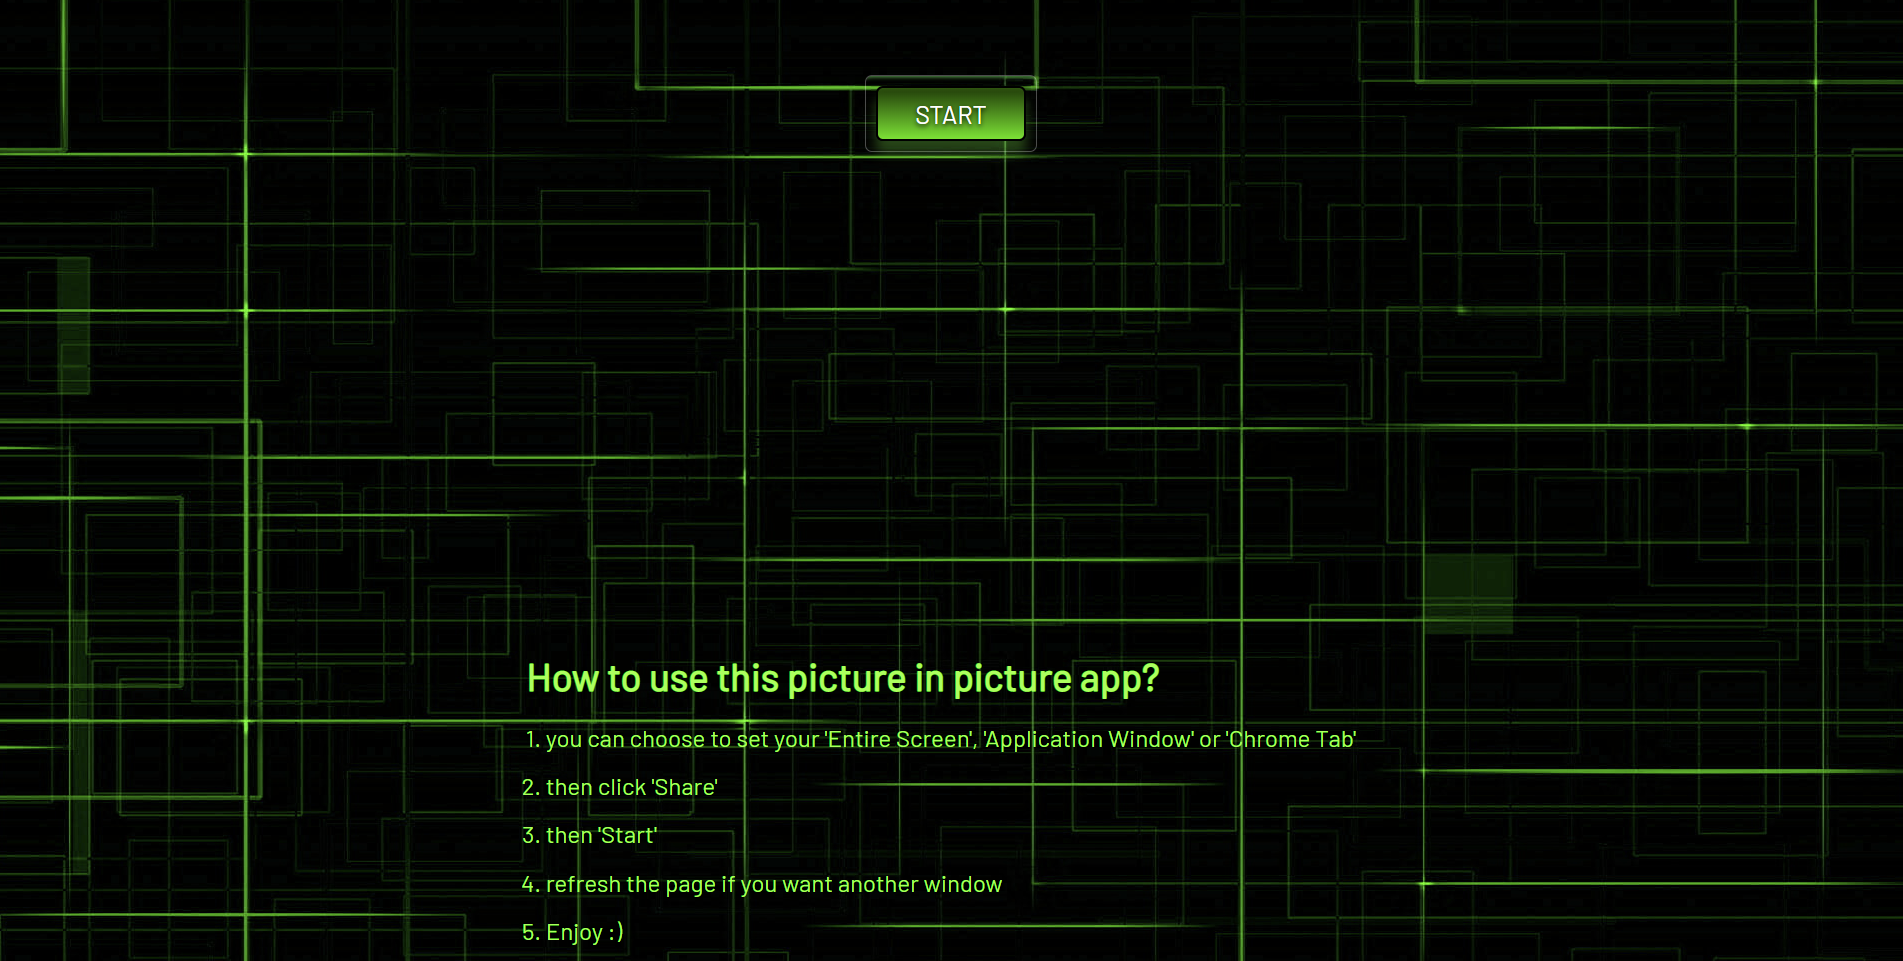 START
How to use this picture in picture app?
1. you can choose to set your 'Entire Screen', 'Application Window' or 'Chrome Tab'
2. then click 'Share'
3. then 'Start'
4. refresh the page if you want another window
5. Enjoy :)